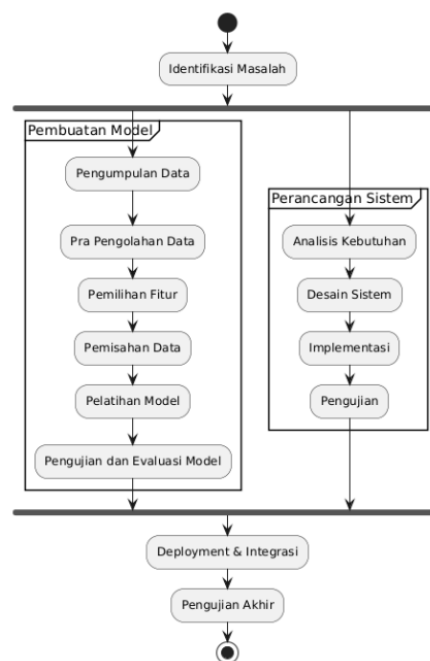 Identifikasi Masalah
Pembuatan Model
Pengumpulan Data
Pra Pengolahan Data
Pemilihan Fitur
Pemisahan Data
Pelatihan Model
Pengujian dan Evaluasi Model
Perancangan Sistem
Analisis Kebutuhan
Desain Sistem
Implementasi
Pengujian
Deployment & Integrasi
Pengujian Akhir